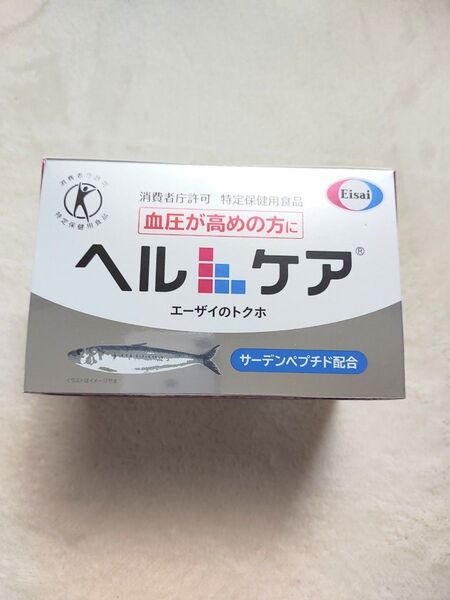 消費者庁許可
特定保健用食品
消費者庁許可 特定保健用食品
Eisai
血圧が高めの方に
ヘルケア®
エーザイのトクホ
サーデンペプチド配合
イラストはイメージです